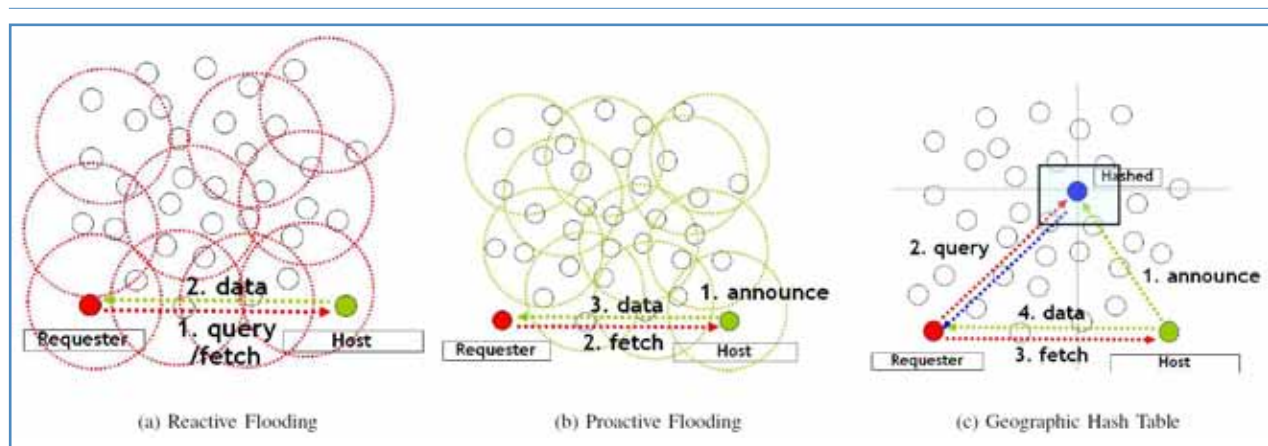 2. data
1. query
/fetch
Requester
Host
(a) Reactive Flooding
1. announce
3. data
2. fetch
Requester
Host
(b) Proactive Flooding
Hashed
2. query
1. announce
4. data
3. fetch
Requester
Host
(c) Geographic Hash Table